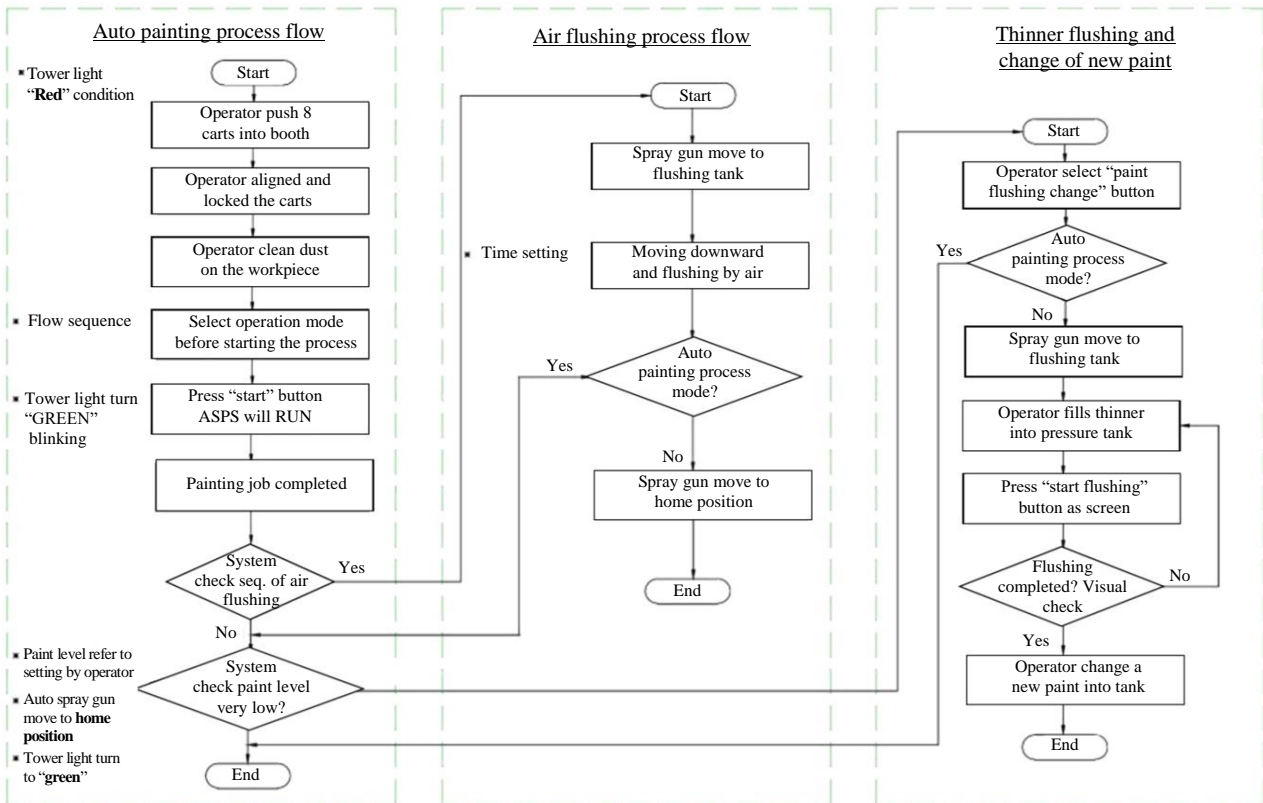 Auto painting process flow
Tower light
“Red” condition
Start
Operator push 8
carts into booth
Operator aligned and
locked the carts
Operator clean dust
on the workpiece
Flow sequence
Select operation mode
before starting the process
Tower light turn
“GREEN”
blinking
Press “start” button
ASPS will RUN
Painting job completed
System
check seq. of air
flushing
Yes
No
Paint level refer to
setting by operator
Auto spray gun
move to home
position
Tower light turn
to “green”
System
check paint level
very low?
End
Air flushing process flow
Start
Spray gun move to
flushing tank
Time setting
Moving downward
and flushing by air
Auto
painting process
mode?
Yes
No
Spray gun move to
home position
End
Thinner flushing and
change of new paint
Start
Operator select “paint
flushing change” button
Auto
painting process
mode?
Yes
No
Spray gun move to
flushing tank
Operator fills thinner
into pressure tank
Press “start flushing”
button as screen
Flushing
completed? Visual
check
No
Yes
Operator change a
new paint into tank
End